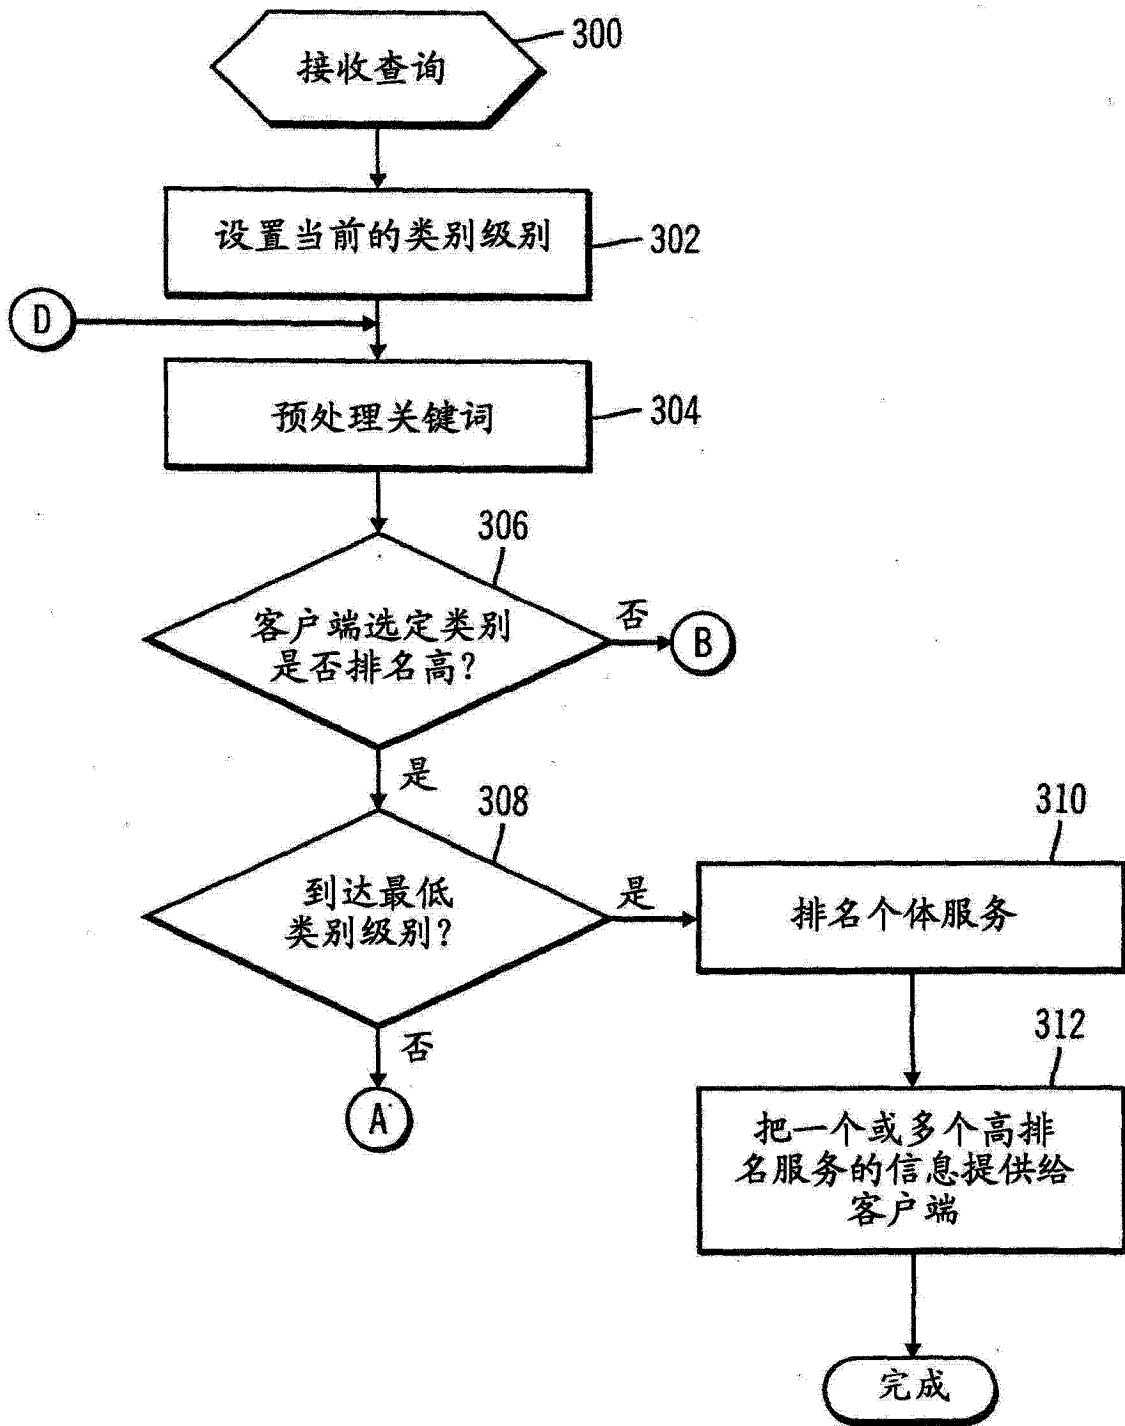 接收查询
300
设置当前的类别级别
302
D
预处理关键词
304
306
客户端选定类别
是否排名高?
否
B
是
308
到达最低
类别级别?
是
310
排名个体服务
否
A
312
把一个或多个高排
名服务的信息提供给
客户端
完成